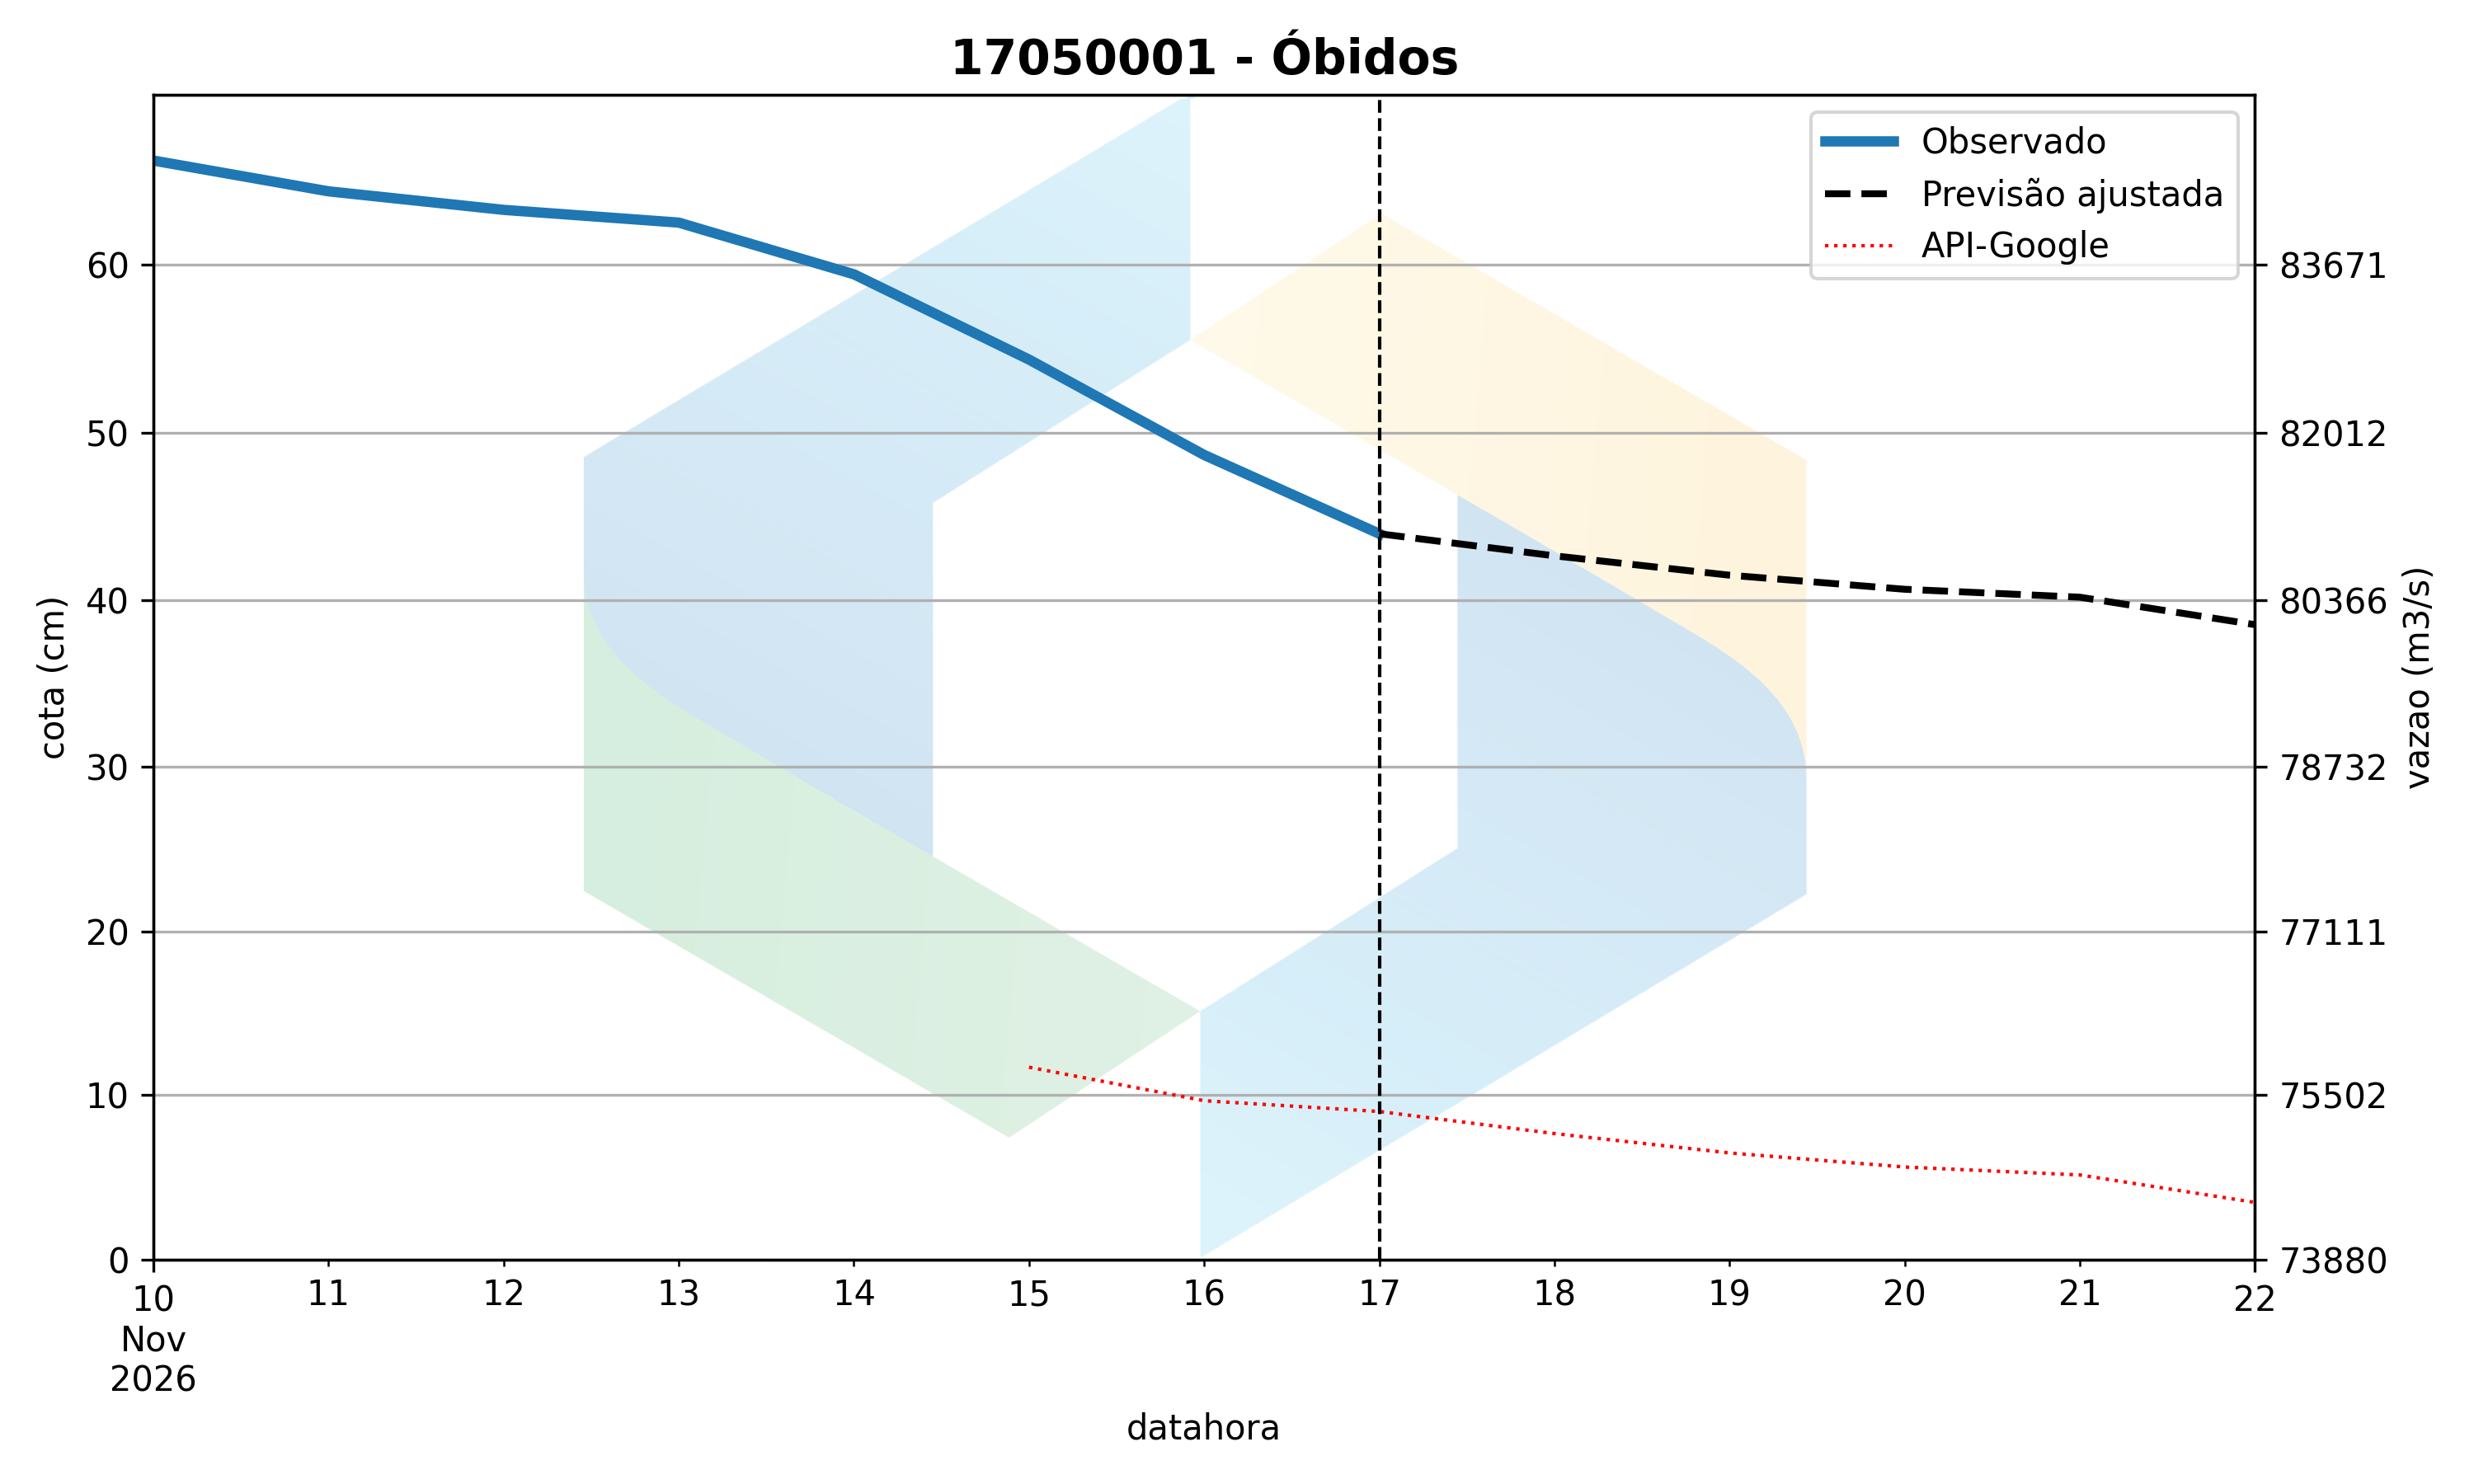 17050001 - Óbidos
Observado
Previsão ajustada
API-Google
60
50
40
30
20
10
0
cota (cm)
83671
82012
80366
78732
77111
75502
73880
vazao (m3/s)
10 11 12 13 14 15 16 17 18 19 20 21 22
Nov
2026
datahora